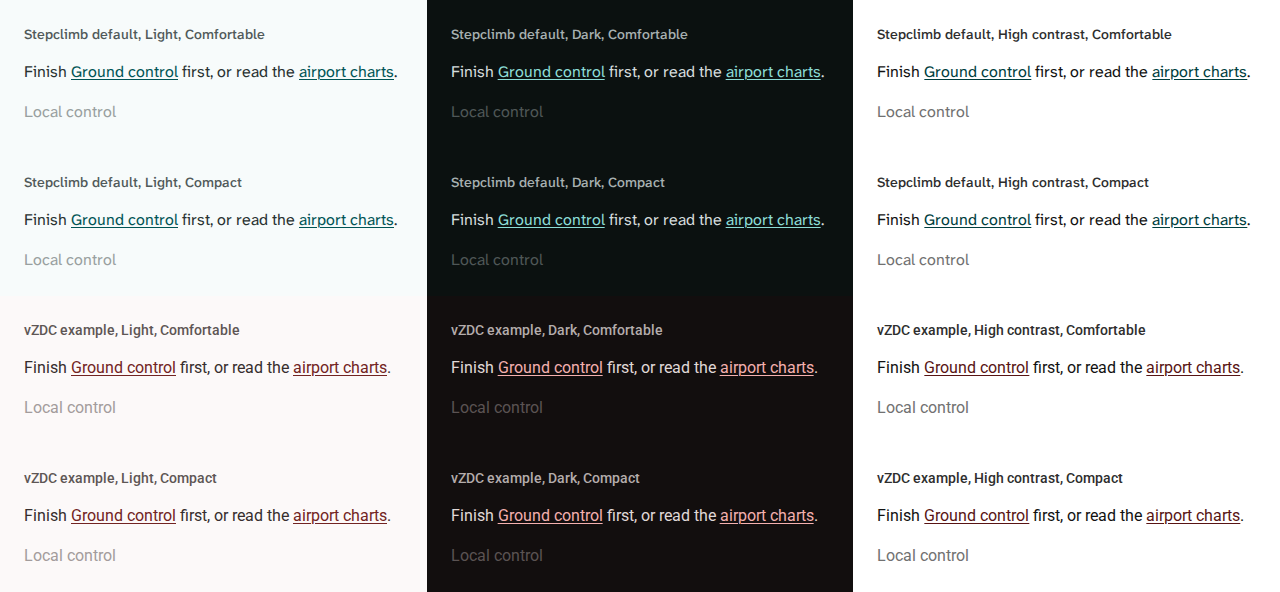 Stepclimb default, Light, Comfortable
Finish Ground control first, or read the airport charts.
Local control
Stepclimb default, Light, Compact
Finish Ground control first, or read the airport charts.
Local control
vZDC example, Light, Comfortable
Finish Ground control first, or read the airport charts.
Local control
vZDC example, Light, Compact
Finish Ground control first, or read the airport charts.
Local control
Stepclimb default, Dark, Comfortable
Finish Ground control first, or read the airport charts.
Local control
Stepclimb default, Dark, Compact
Finish Ground control first, or read the airport charts.
Local control
vZDC example, Dark, Comfortable
Finish Ground control first, or read the airport charts.
Local control
vZDC example, Dark, Compact
Finish Ground control first, or read the airport charts.
Local control
Stepclimb default, High contrast, Comfortable
Finish Ground control first, or read the airport charts.
Local control
Stepclimb default, High contrast, Compact
Finish Ground control first, or read the airport charts.
Local control
vZDC example, High contrast, Comfortable
Finish Ground control first, or read the airport charts.
Local control
vZDC example, High contrast, Compact
Finish Ground control first, or read the airport charts.
Local control